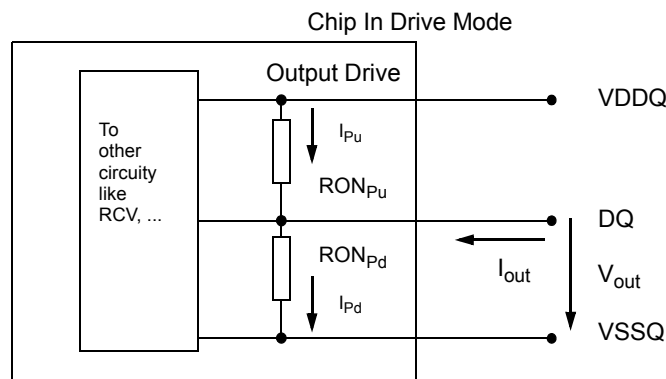 Chip In Drive Mode
Output Drive
VDDQ
To
other
circuity
like
RCV, ...
IPu
RONPu
DQ
RONPd
Iout
Vout
IPd
VSSQ